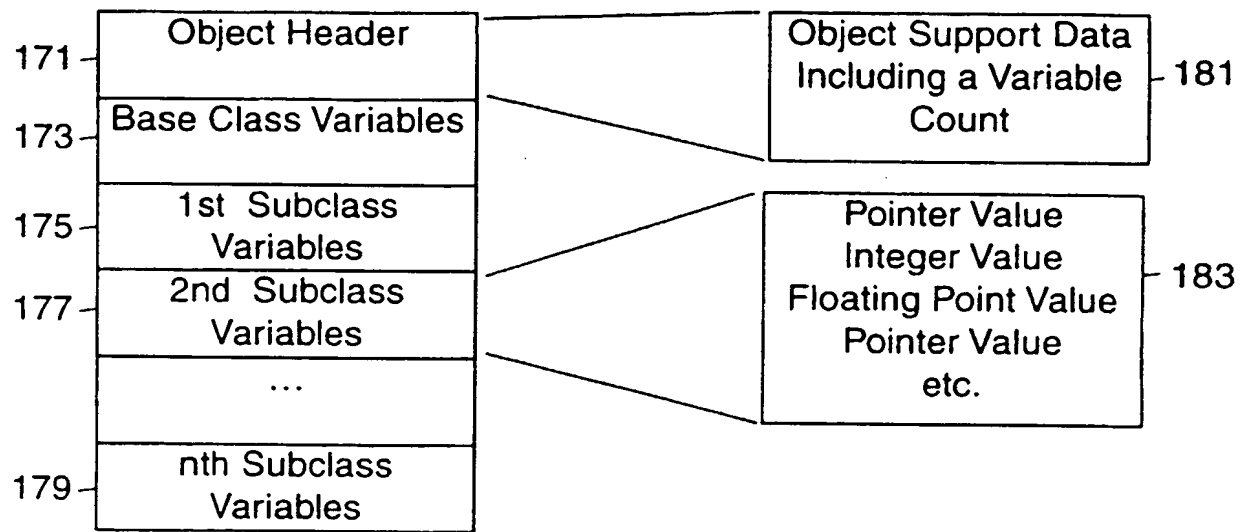 171
Object Header
173
Base Class Variables
175
1st Subclass
Variables
177
2nd Subclass
Variables
...
179
nth Subclass
Variables
Object Support Data
Including a Variable
Count
181
Pointer Value
Integer Value
Floating Point Value
Pointer Value
etc.
183